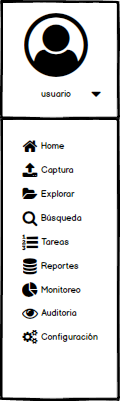 usuario
Home
Captura
Explorar
Búsqueda
Tareas
Reportes
Monitoreo
Auditoria
Configuración